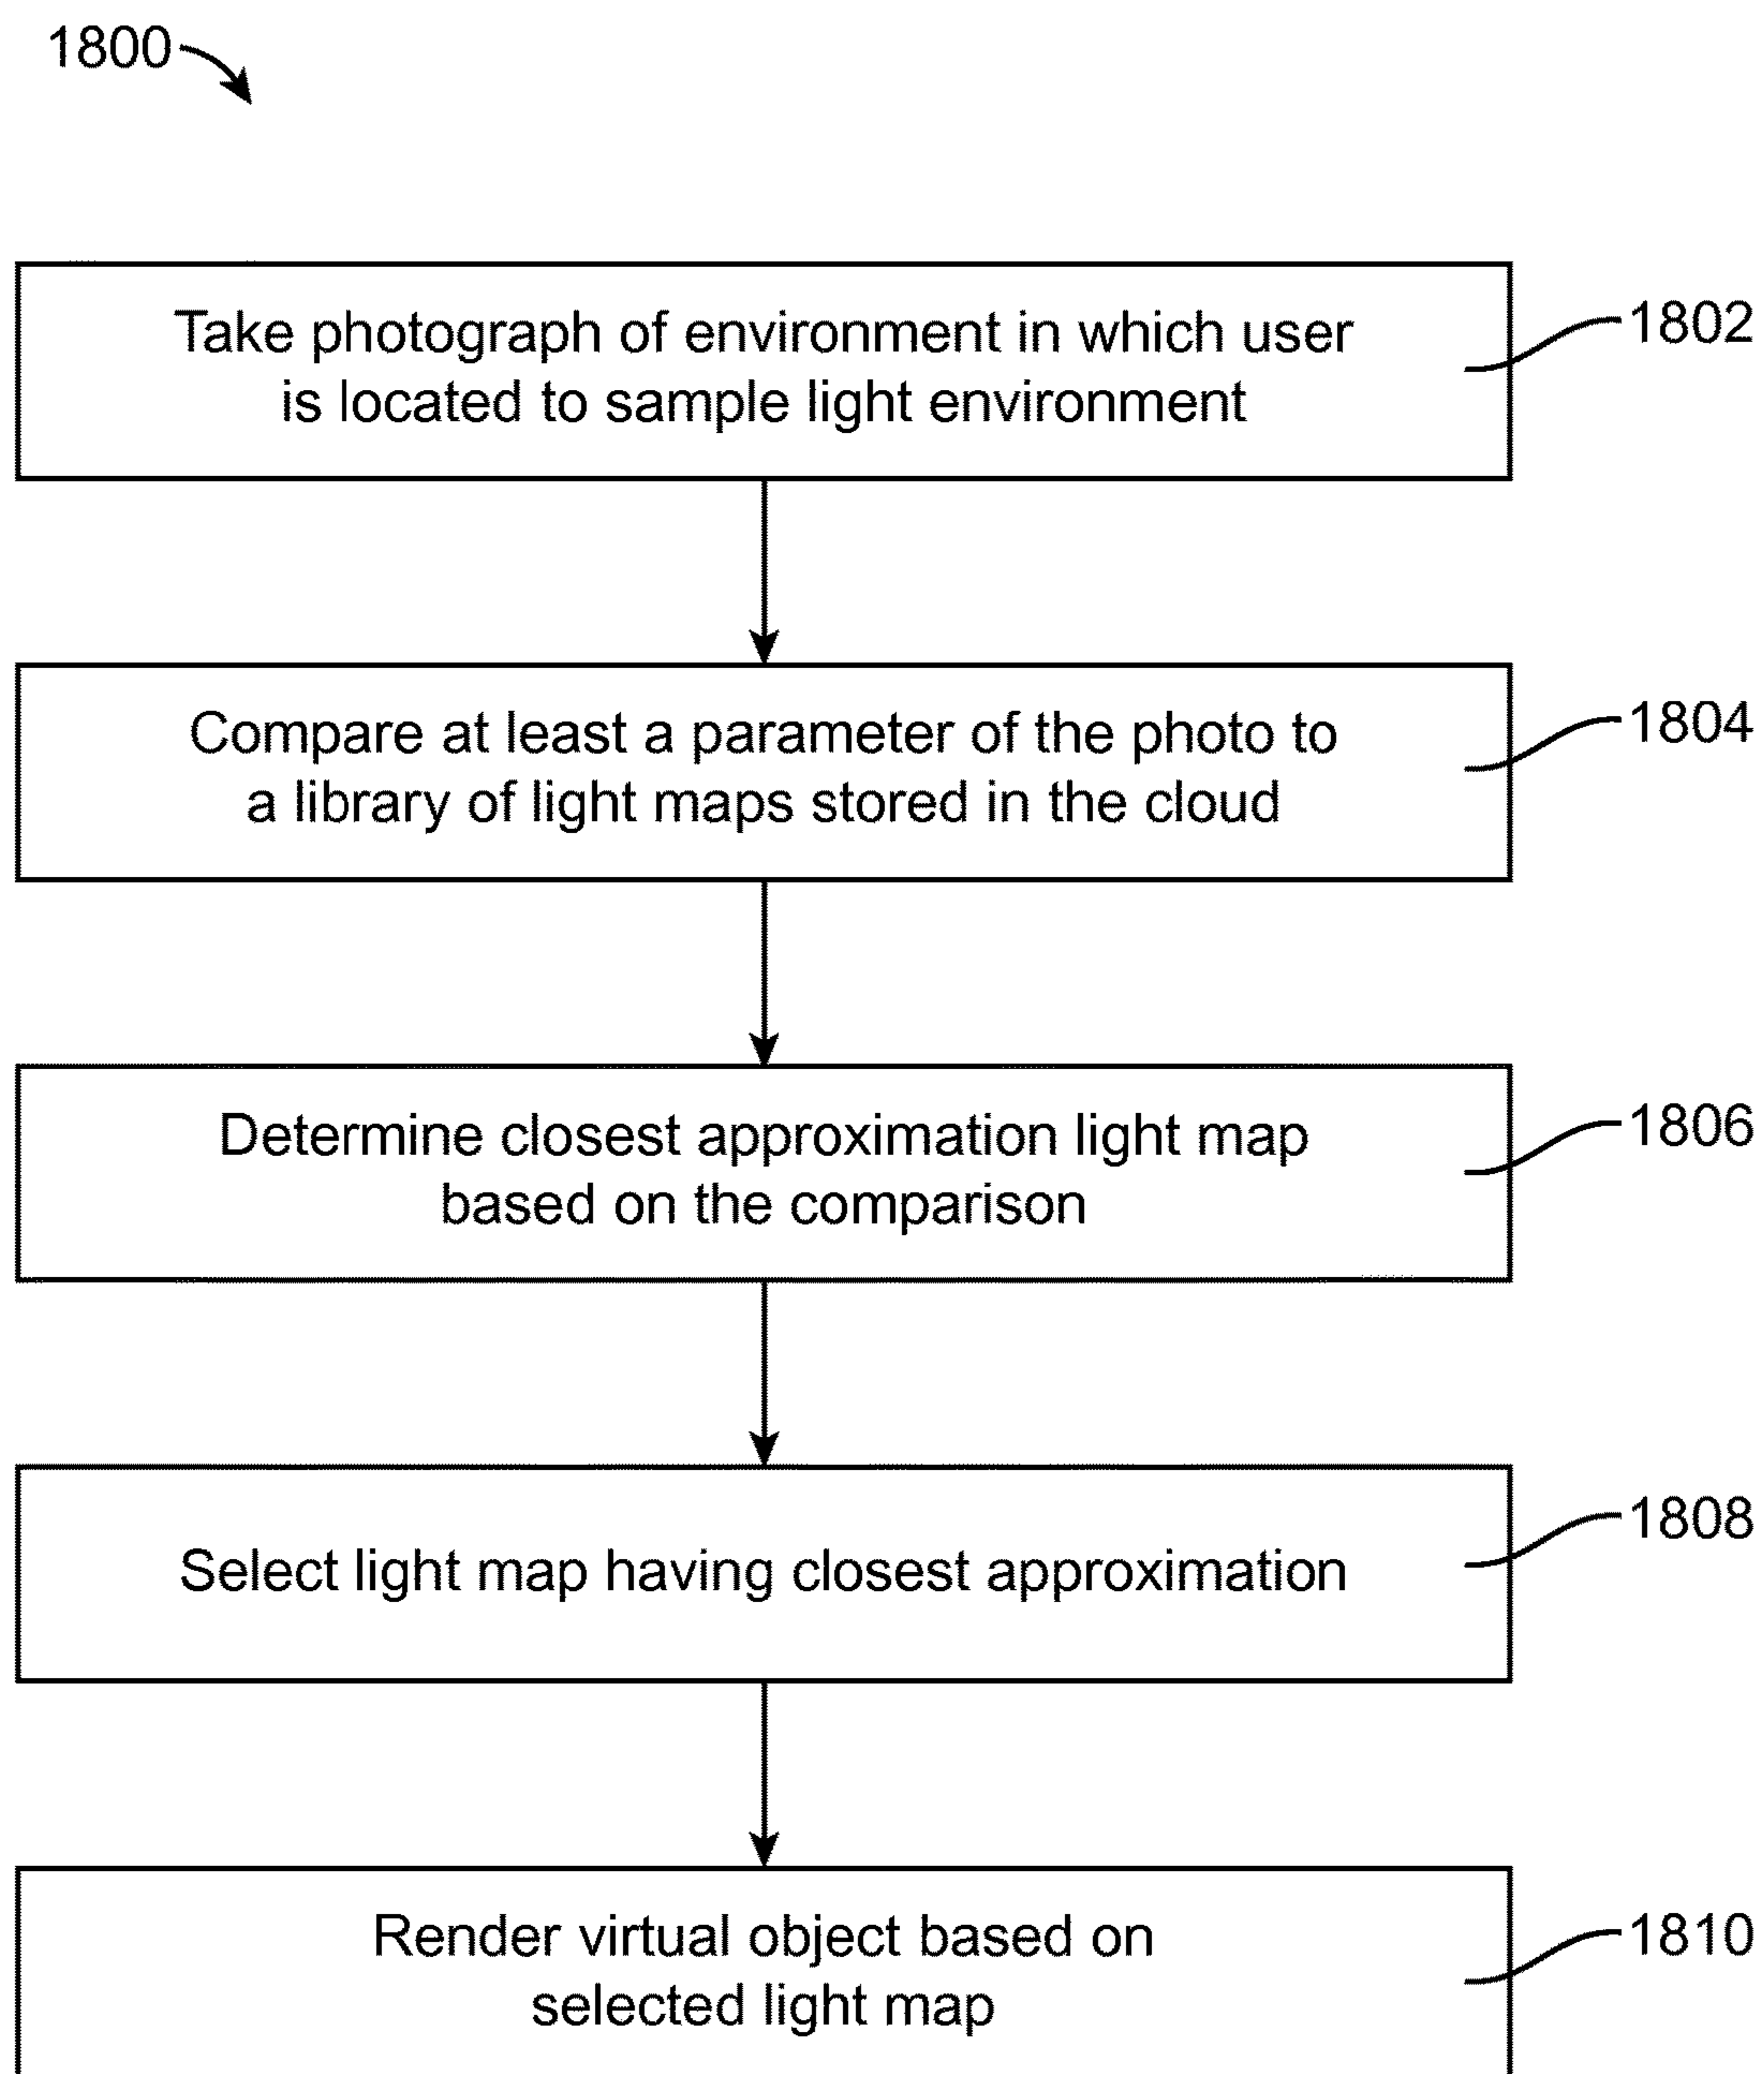 1800
Take photograph of environment in which user
is located to sample light environment
1802
Compare at least a parameter of the photo to
a library of light maps stored in the cloud
1804
Determine closest approximation light map
based on the comparison
1806
Select light map having closest approximation
1808
Render virtual object based on
selected light map
1810